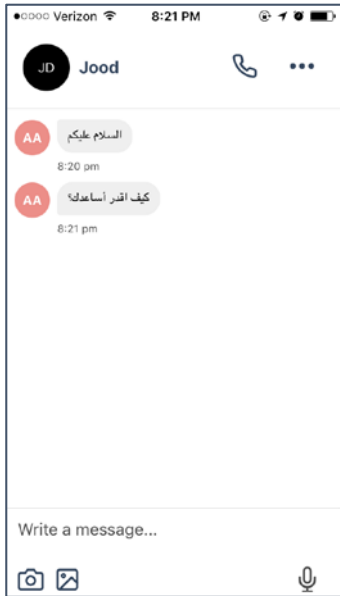 Verizon 8:21 PM
JD Jood
AA السلام عليكم
8:20 pm
AA كيف اقدر أساعدك؟
8:21 pm
Write a message...